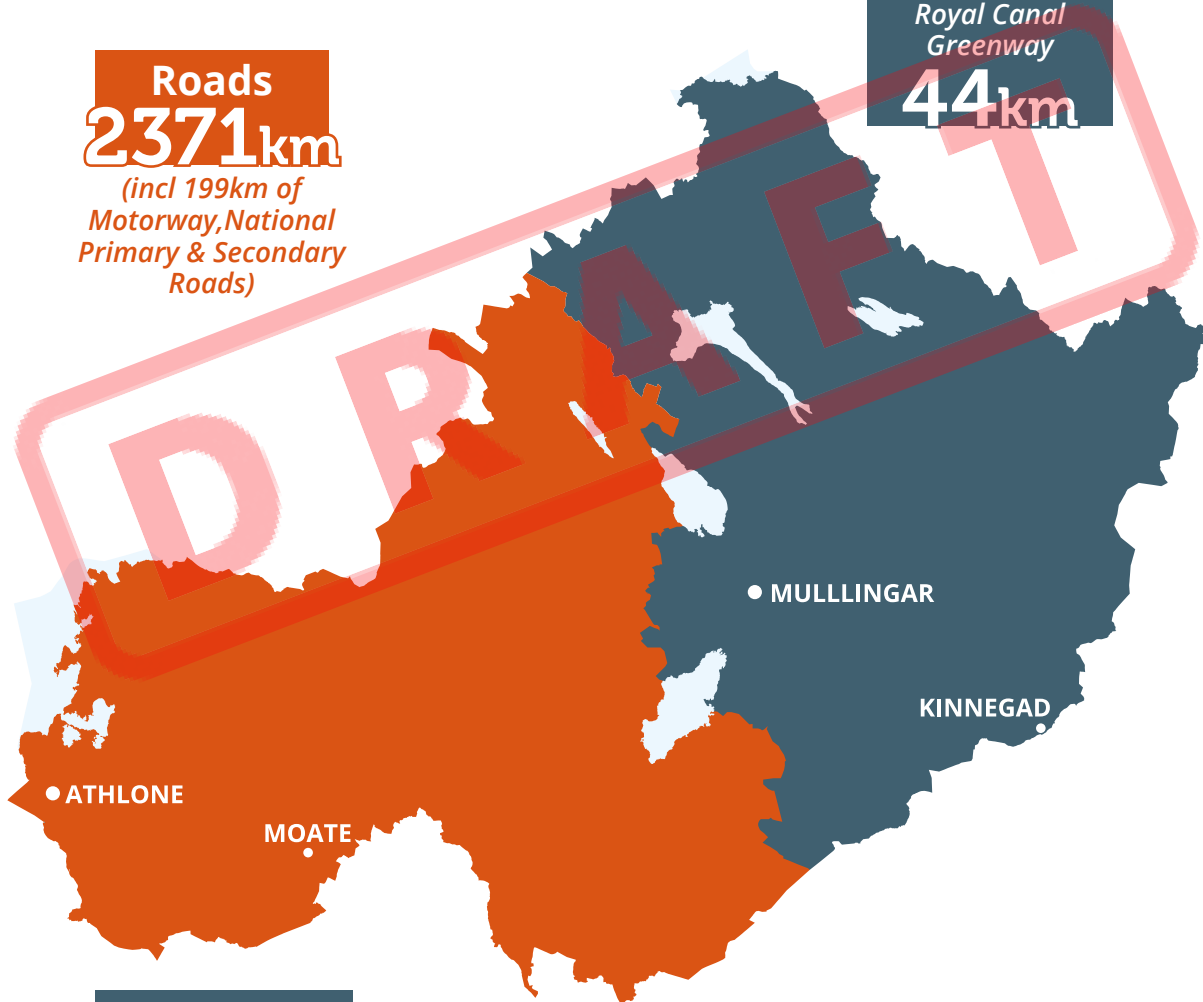 Royal Canal
Greenway
44km
Roads
2371km
(incl 199km of
Motorway,National
Primary & Secondary
Roads)
DRAFT
MULLLINGAR
KINNEGAD
ATHLONE
MOATE